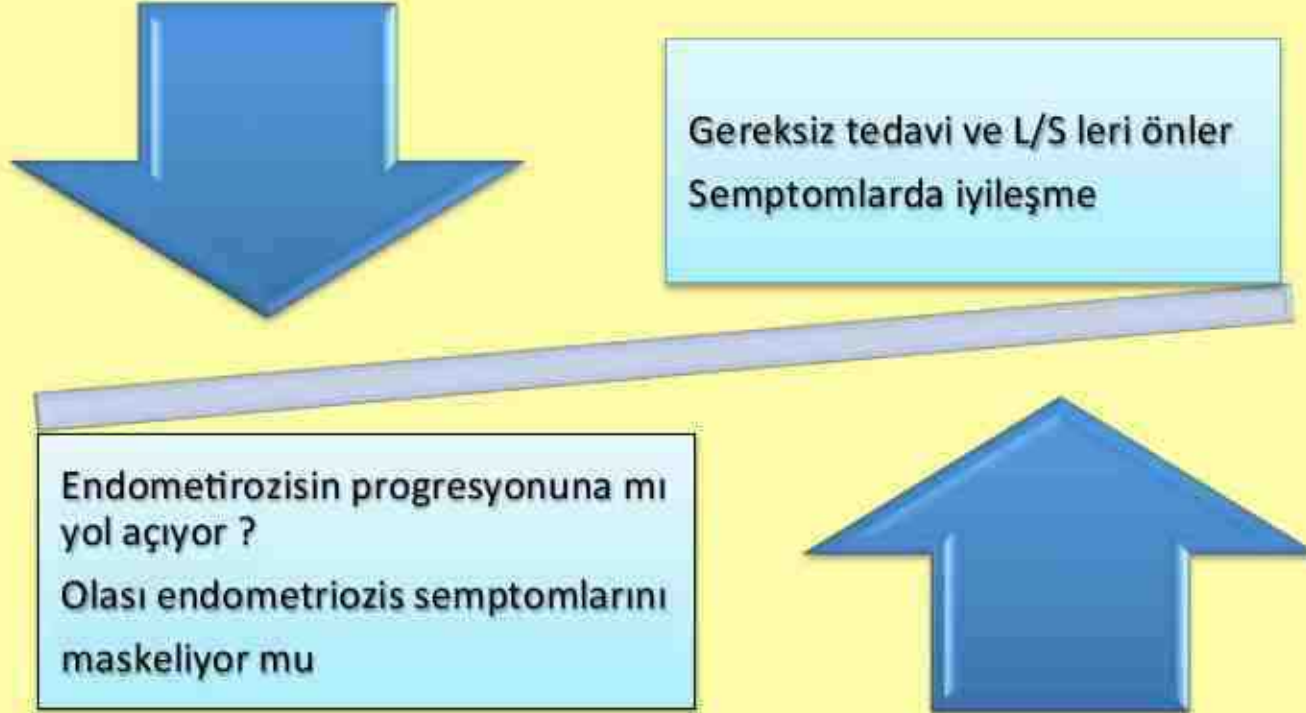 Gereksiz tedavi ve L/S leri önler
Semptomlarda iyileşme
Endometirozisin progresyonuna mı
yol açıyor ?
Olası endometriozis semptomlarını
maskeliyor mu